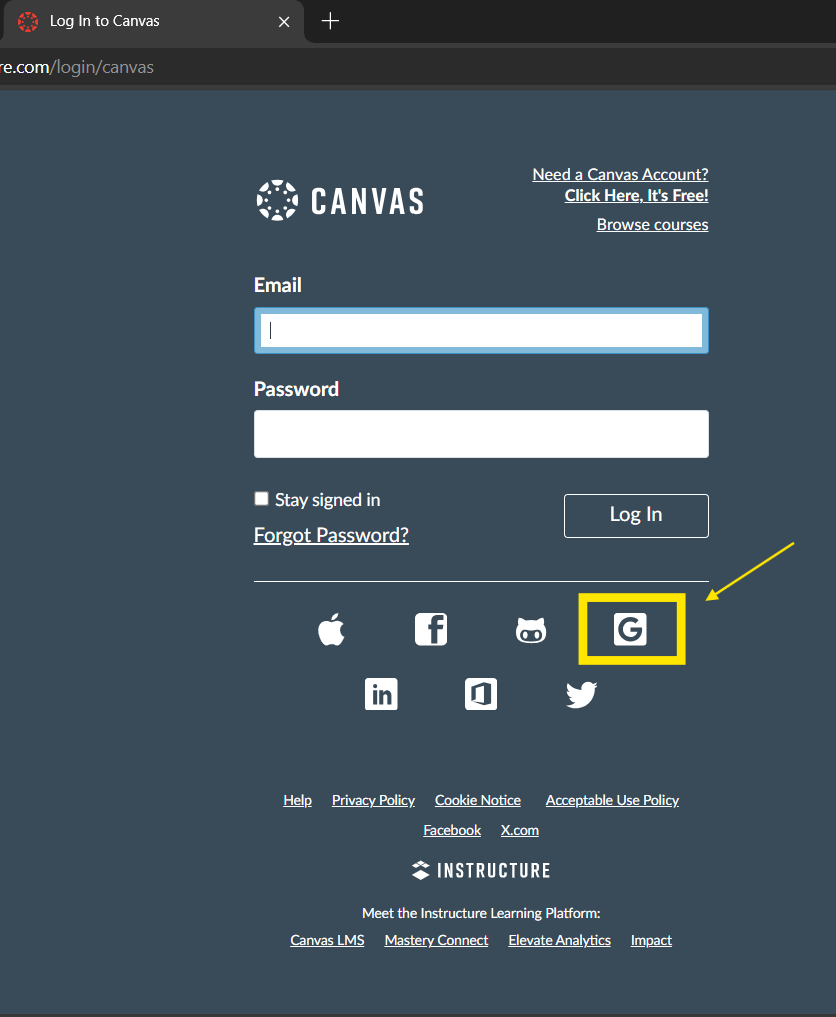 Log In to Canvas
re.com/login/canvas
CANVAS
Need a Canvas Account?
Click Here, It's Free!
Browse courses
Email
Password
Stay signed in
Forgot Password?
Log In
Help Privacy Policy Cookie Notice Acceptable Use Policy
Facebook X.com
INSTRUCTURE
Meet the Instructure Learning Platform:
Canvas LMS Mastery Connect Elevate Analytics Impact